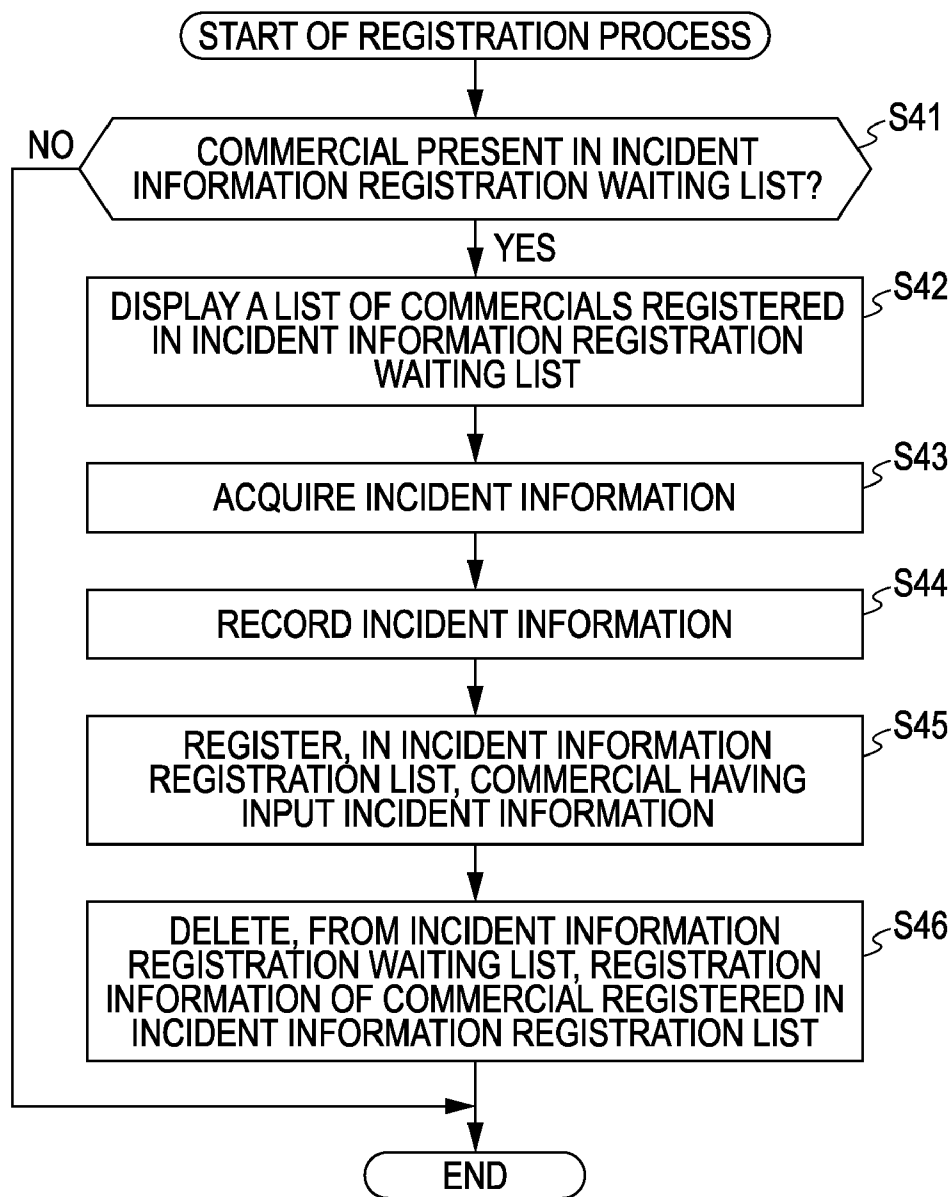 START OF REGISTRATION PROCESS
S41
NO
COMMERCIAL PRESENT IN INCIDENT
INFORMATION REGISTRATION WAITING LIST?
YES
S42
DISPLAY A LIST OF COMMERCIALS REGISTERED
IN INCIDENT INFORMATION REGISTRATION
WAITING LIST
S43
ACQUIRE INCIDENT INFORMATION
S44
RECORD INCIDENT INFORMATION
S45
REGISTER, IN INCIDENT INFORMATION
REGISTRATION LIST, COMMERCIAL HAVING
INPUT INCIDENT INFORMATION
S46
DELETE, FROM INCIDENT INFORMATION
REGISTRATION WAITING LIST, REGISTRATION
INFORMATION OF COMMERCIAL REGISTERED IN
INCIDENT INFORMATION REGISTRATION LIST
END